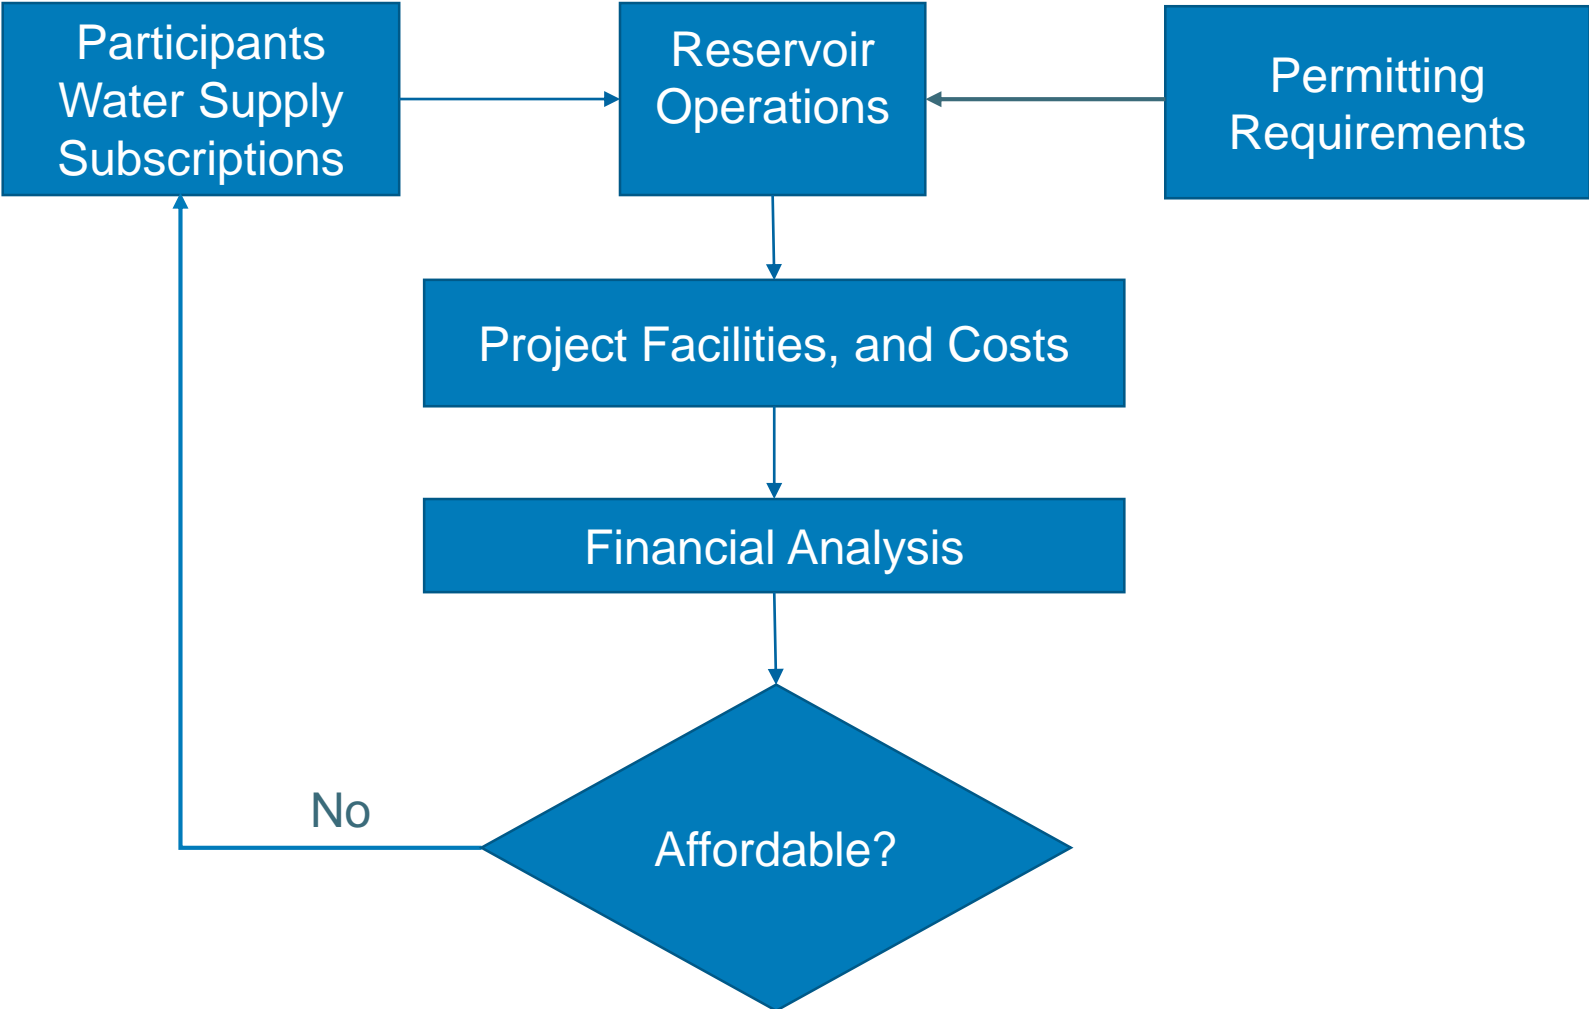 Participants
Water Supply
Subscriptions
Reservoir
Operations
Permitting
Requirements
Project Facilities, and Costs
Financial Analysis
No
Affordable?